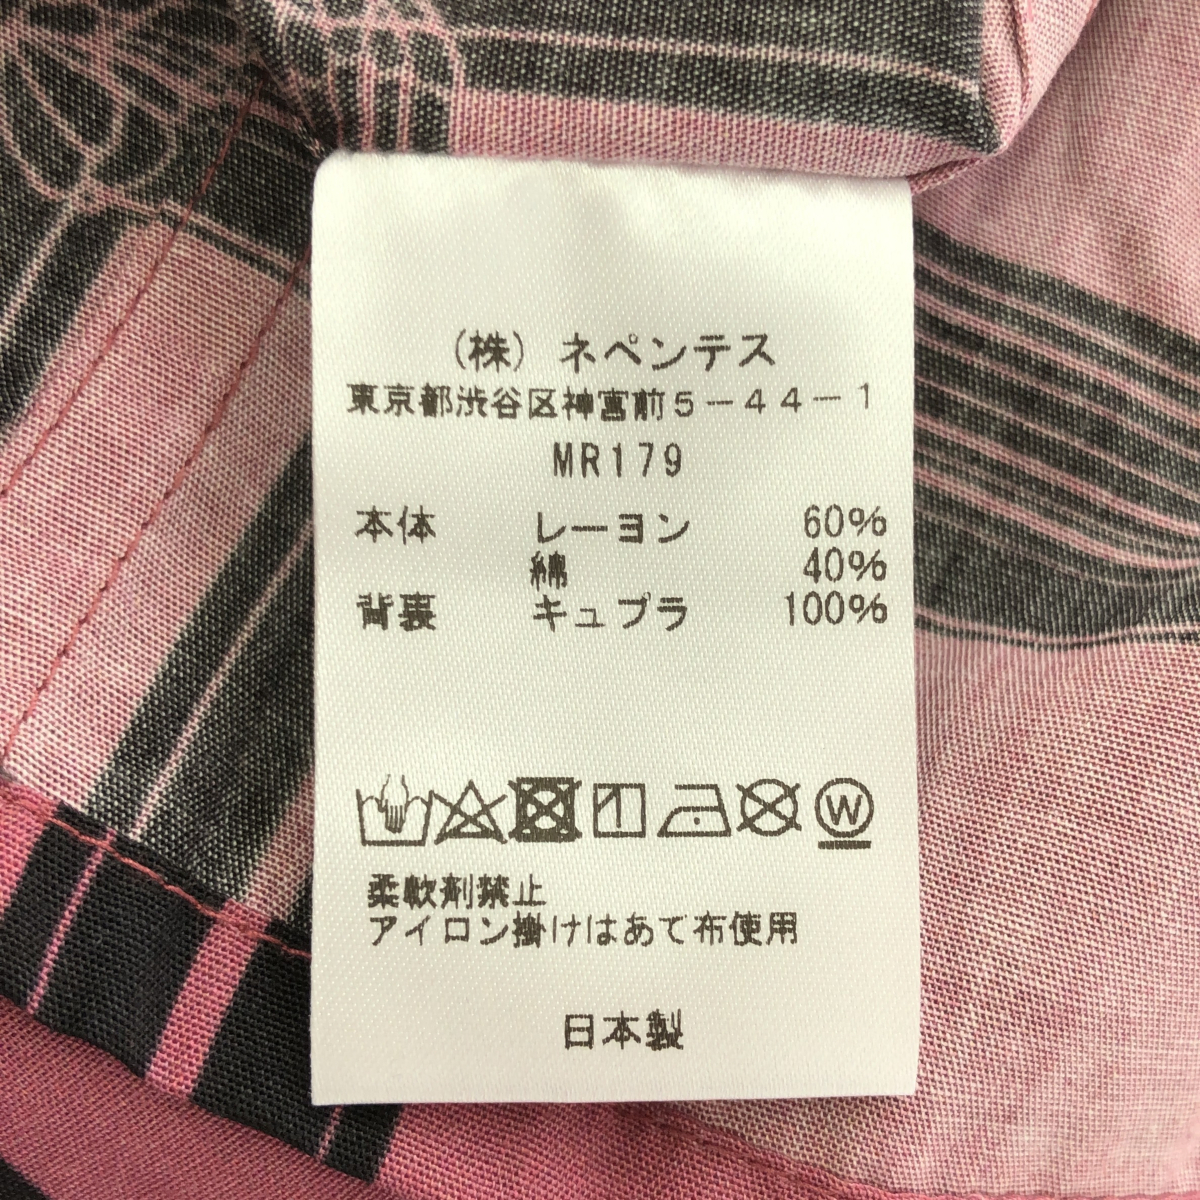 (株) ネペンテス
東京都渋谷区神宮前5-44-1
MR179
本体 レーヨン 60%
綿 40%
背裏 キュプラ 100%
W
柔軟剤禁止
アイロン掛けはあて布使用
日本製